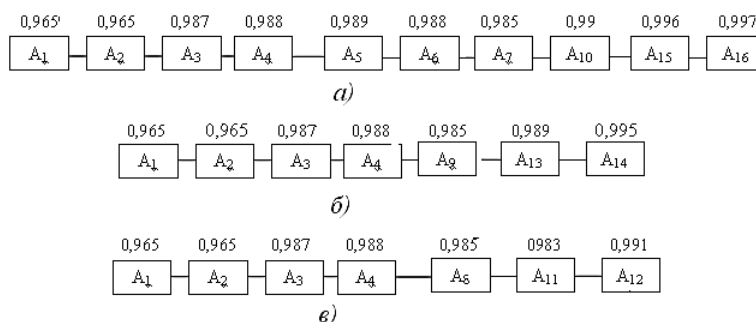 0,965 0,965 0,987 0,988 0,989 0,988 0,985 0,99 0,996 0,997
A₁ A₂ A₃ A₄ A₅ A₆ A₇ A₁₀ A₁₅ A₁₆
а)
0,965 0,965 0,987 0,988 0,985 0,989 0,995
A₁ A₂ A₃ A₄ A₉ A₁₃ A₁₄
б)
0,965 0,965 0,987 0,988 0,985 0983 0,991
A₁ A₂ A₃ A₄ A₈ A₁₁ A₁₂
в)